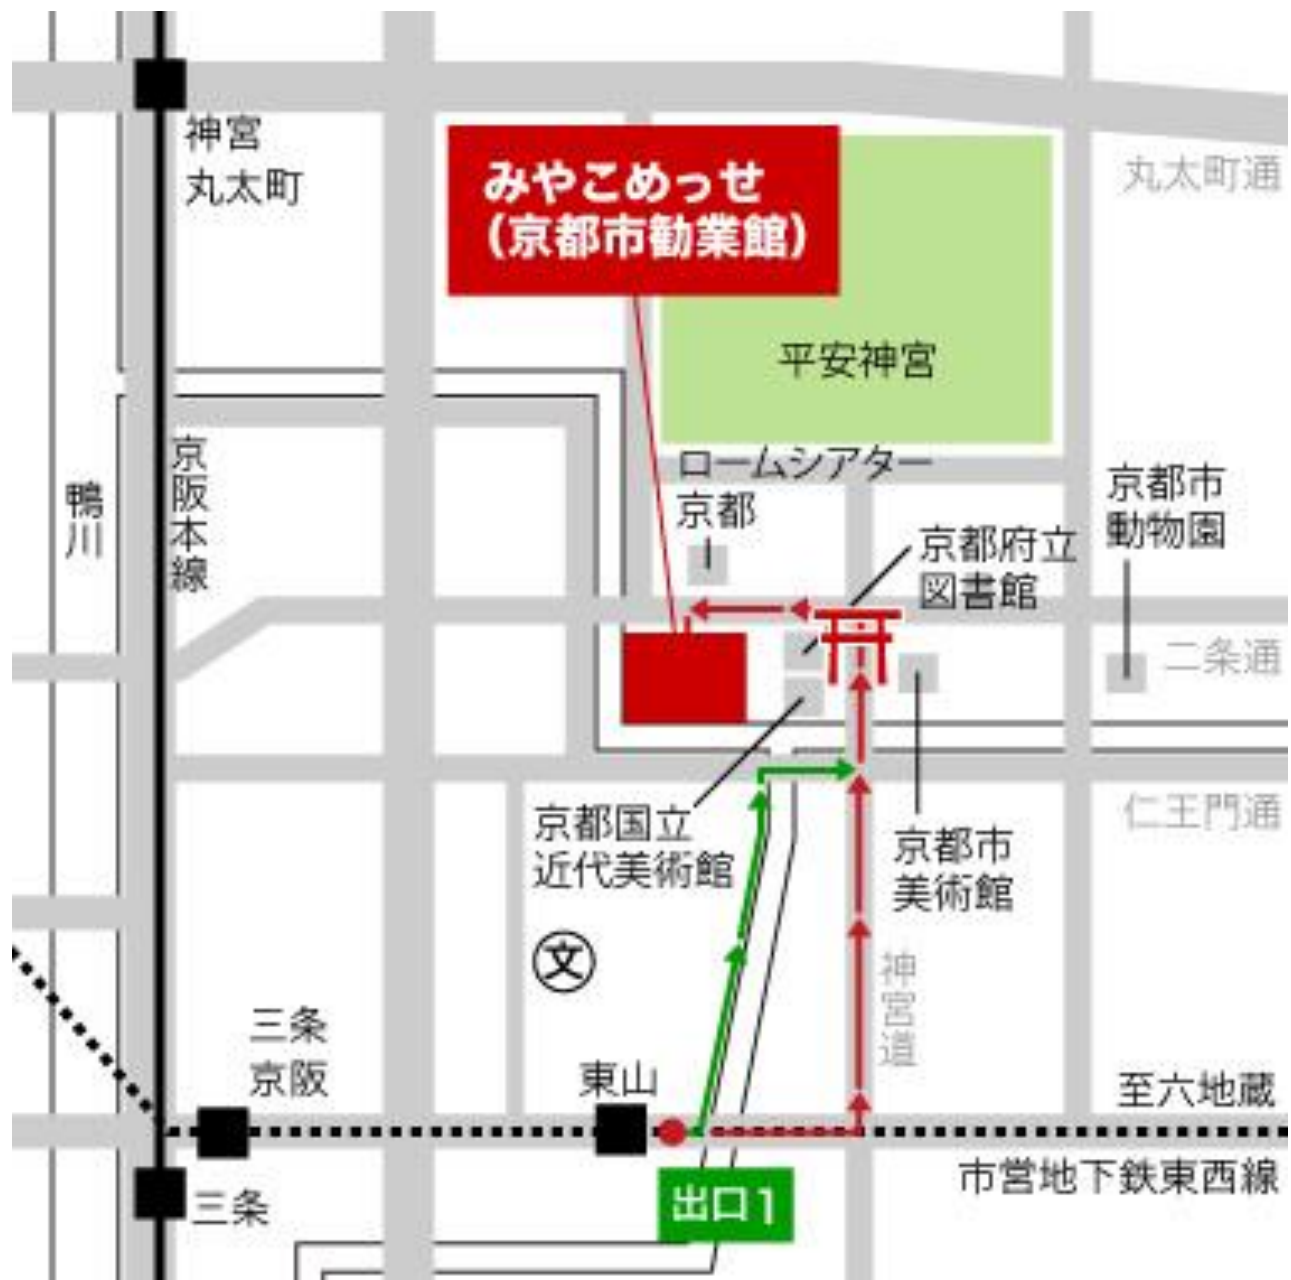 神宮
丸太町
みやこめっせ
(京都市勧業館)
丸太町通
平安神宮
京阪本線
鴨川
ロームシアター
京都
京都市
動物園
京都府立
図書館
二条通
京都国立
近代美術館
京都市
美術館
仁王門通
文
神宮道
三条
京阪
東山
至六地蔵
市営地下鉄東西線
三条
出口1